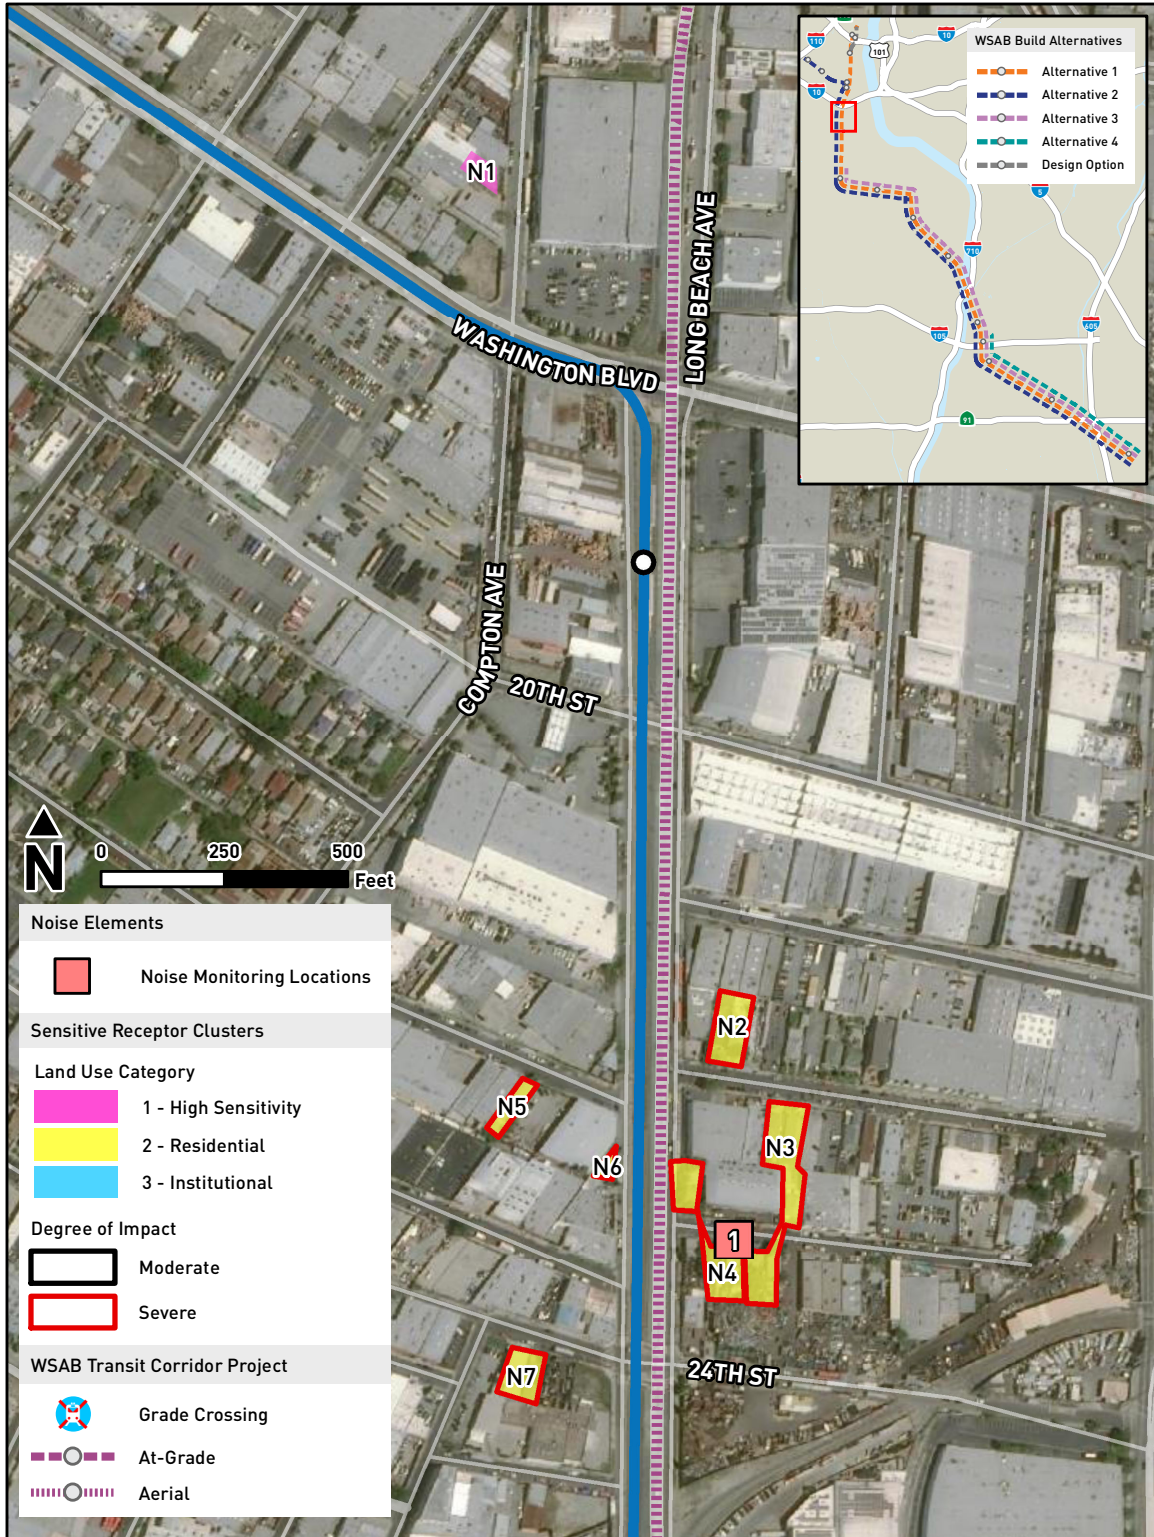 WSAB Build Alternatives
Alternative 1
Alternative 2
Alternative 3
Alternative 4
Design Option
110
10
101
10
5
710
105
605
91
N1
LONG BEACH AVE
WASHINGTON BLVD
COMPTON AVE
20TH ST
N
0 250 500
Feet
N2
N5
N3
N6
1
N4
N7
24TH ST
Noise Elements
Noise Monitoring Locations
Sensitive Receptor Clusters
Land Use Category
1 - High Sensitivity
2 - Residential
3 - Institutional
Degree of Impact
Moderate
Severe
WSAB Transit Corridor Project
Grade Crossing
At-Grade
Aerial